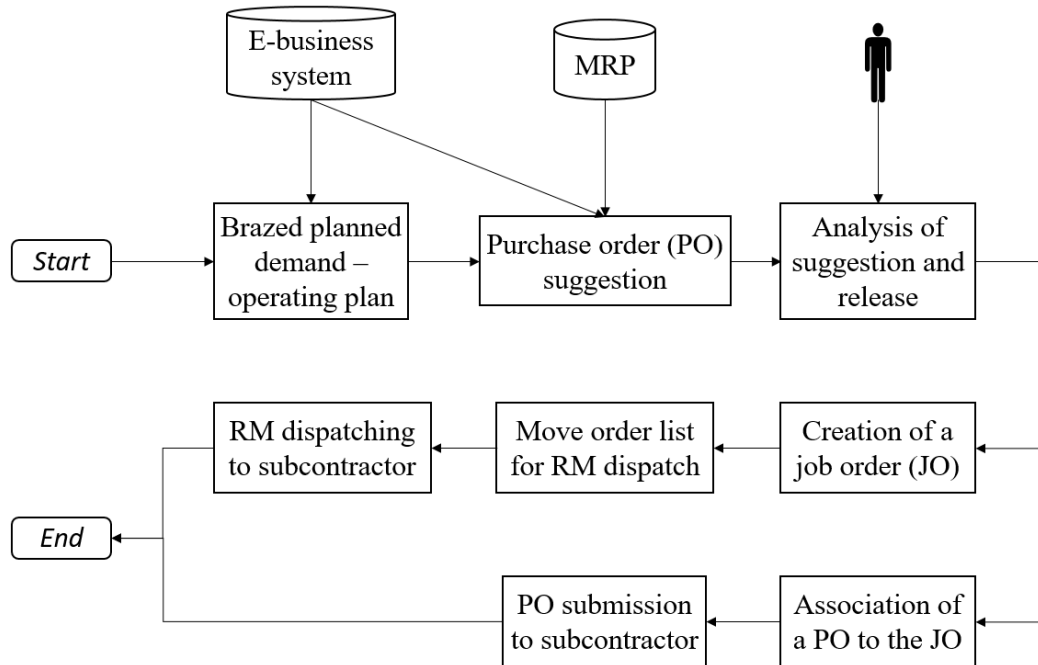 E-business
system
MRP
Start
Brazed planned
demand –
operating plan
Purchase order (PO)
suggestion
Analysis of
suggestion and
release
RM dispatching
to subcontractor
Move order list
for RM dispatch
Creation of a
job order (JO)
End
PO submission
to subcontractor
Association of
a PO to the JO